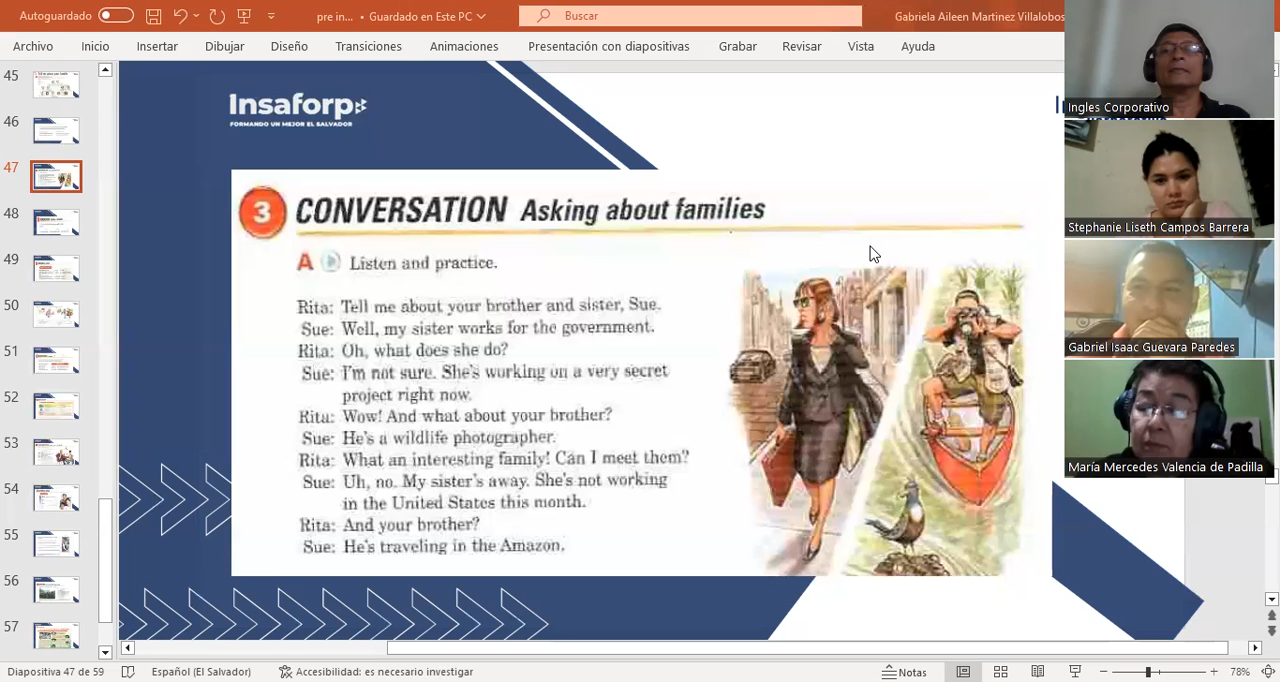 Autoguardado
pre in... • Guardado en Este PC
Buscar
Gabriela Aileen Martinez Villalobos
Archivo Inicio Insertar Dibujar Diseño Transiciones Animaciones Presentación con diapositivas Grabar Revisar Vista Ayuda
45
46
47
48
49
50
51
52
53
54
55
56
57
Insaforp
FORMANDO UN MEJOR EL SALVADOR
3 CONVERSATION Asking about families
A Listen and practice.
Rita: Tell me about your brother and sister, Sue.
Sue: Well, my sister works for the government.
Rita: Oh, what does she do?
Sue: I'm not sure. She's working on a very secret
project right now.
Rita: Wow! And what about your brother?
Sue: He's a wildlife photographer.
Rita: What an interesting family! Can I meet them?
Sue: Uh, no. My sister's away. She's not working
in the United States this month.
Rita: And your brother?
Sue: He's traveling in the Amazon.
Ingles Corporativo
Stephanie Liseth Campos Barrera
Gabriel Isaac Guevara Paredes
María Mercedes Valencia de Padilla
Diapositiva 47 de 59 Español (El Salvador) Accesibilidad: es necesario investigar Notas 78%